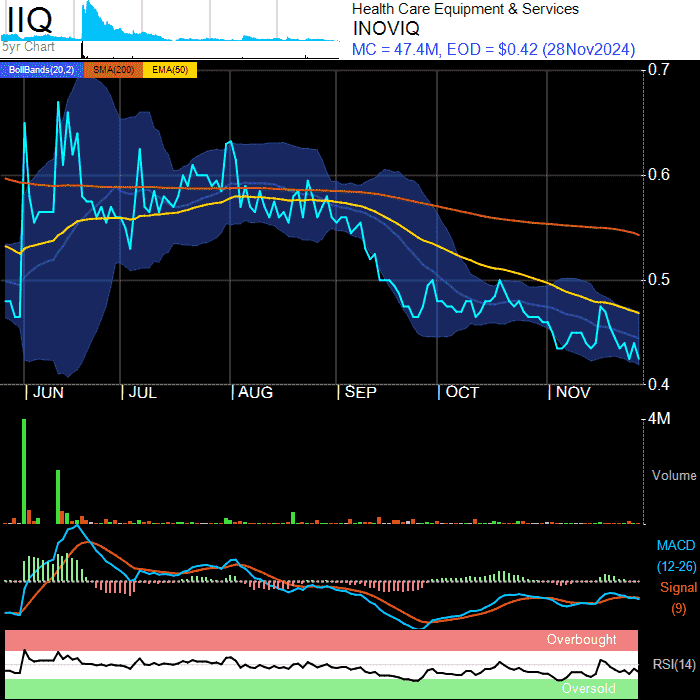 IIQ
5yr Chart
Health Care Equipment & Services
INOVIQ
MC = 47.4M, EOD = $0.42 (28Nov2024)
BollBands(20,2) SMA(200) EMA(50)
0.7
0.6
0.5
0.4
JUN JUL AUG SEP OCT NOV
4M
Volume
MACD
(12-26)
Signal
(9)
Overbought
RSI(14)
Oversold